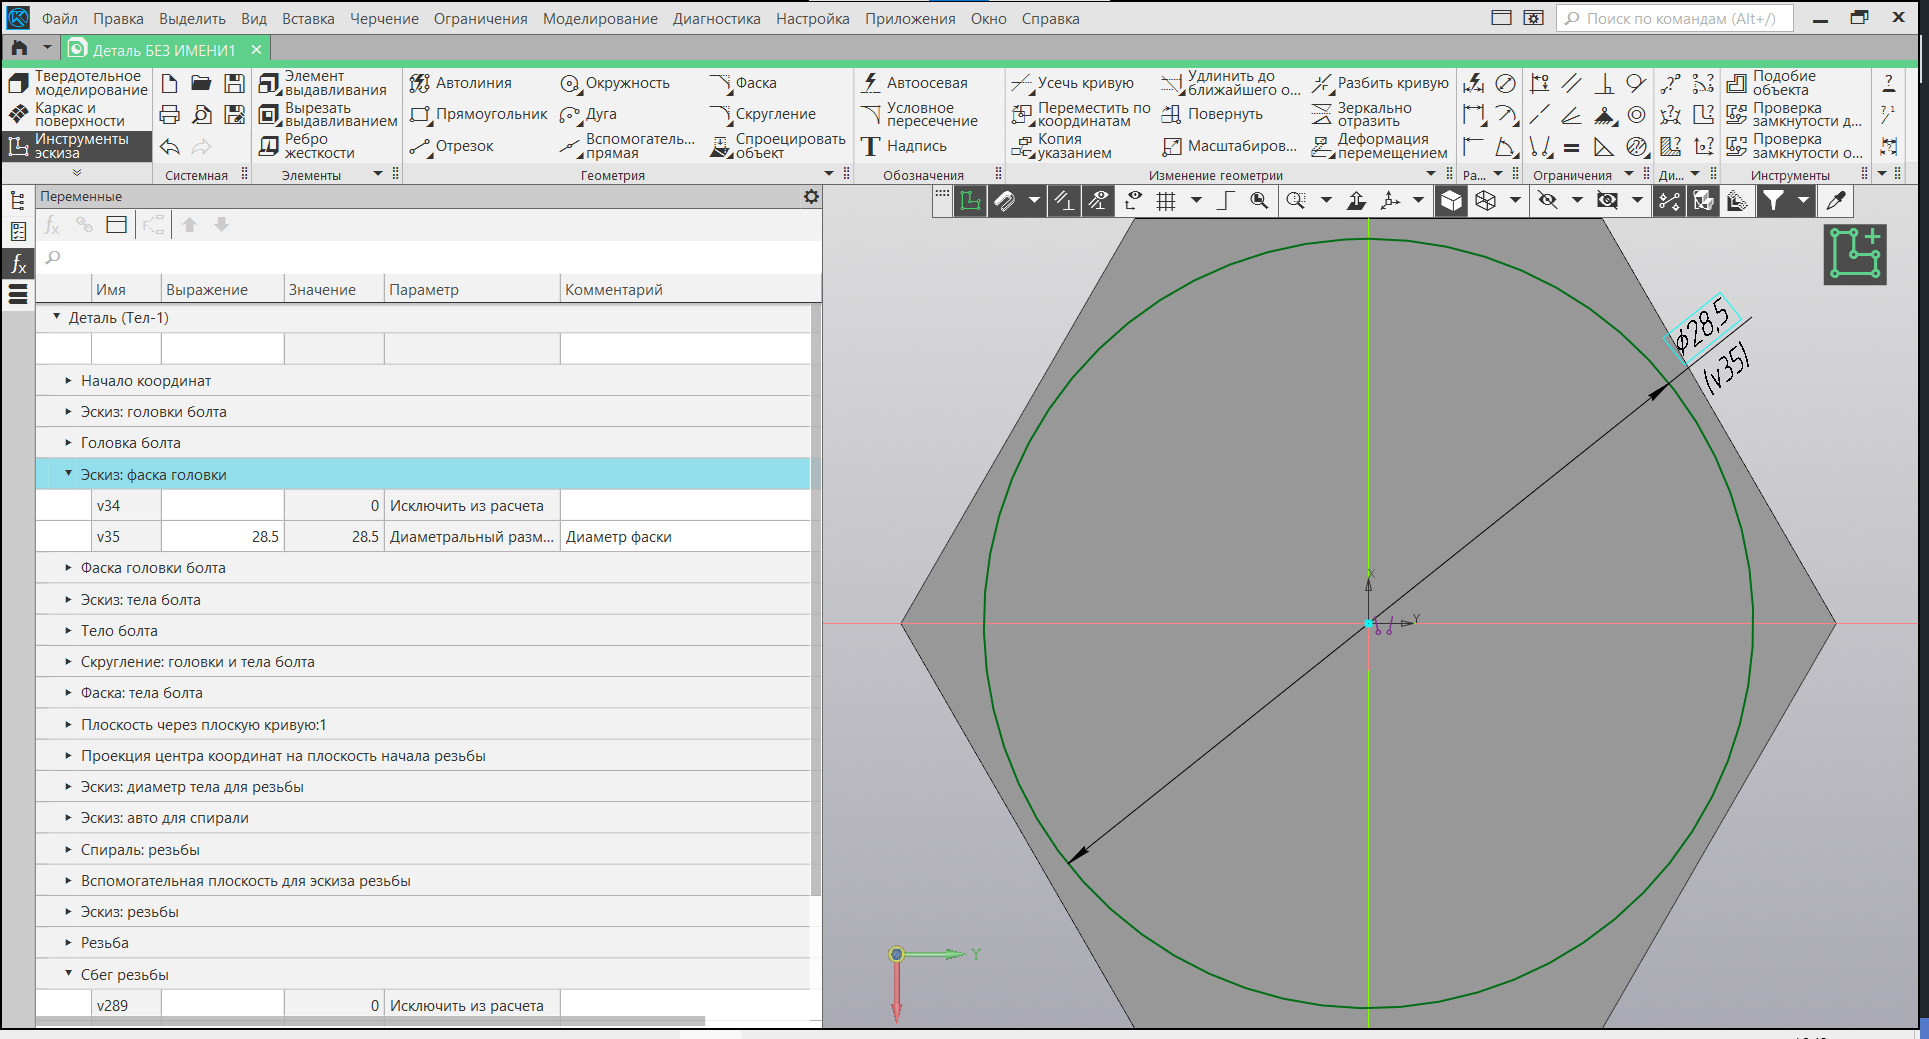 Файл Правка Выделить Вид Вставка Черчение Ограничения Моделирование Диагностика Настройка Приложения Окно Справка Поиск по командам (Alt+/)
Деталь БЕЗ ИМЕНИ1
Твердотельное моделирование
Каркас и поверхности
Инструменты эскиза
Системная
Элемент выдавливания
Вырезать выдавливанием
Ребро жесткости
Элементы
Автолиния Окружность Фаска
Прямоугольник Дуга Скругление
Отрезок Вспомогатель... прямая Спроецировать объект
Геометрия
Автоосевая
Условное пересечение
Надпись
Обозначения
Усечь кривую Удлинить до ближайшего о... Разбить кривую
Переместить по координатам Повернуть Зеркально отразить
Копия указанием Масштабиров... Деформация перемещением
Изменение геометрии
Ра...
Ограничения
Ди...
Подобие объекта
Проверка замкнутости д...
Проверка замкнутости о...
Инструменты
Переменные
Имя Выражение Значение Параметр Комментарий
Деталь (Тел-1)
Начало координат
Эскиз: головки болта
Головка болта
Эскиз: фаска головки
v34 0 Исключить из расчета
v35 28.5 28.5 Диаметральный разм... Диаметр фаски
Фаска головки болта
Эскиз: тела болта
Тело болта
Скругление: головки и тела болта
Фаска: тела болта
Плоскость через плоскую кривую:1
Проекция центра координат на плоскость начала резьбы
Эскиз: диаметр тела для резьбы
Эскиз: авто для спирали
Спираль: резьбы
Вспомогательная плоскость для эскиза резьбы
Эскиз: резьбы
Резьба
Сбег резьбы
v289 0 Исключить из расчета
ϕ28,5
(v35)
X
Y
Y